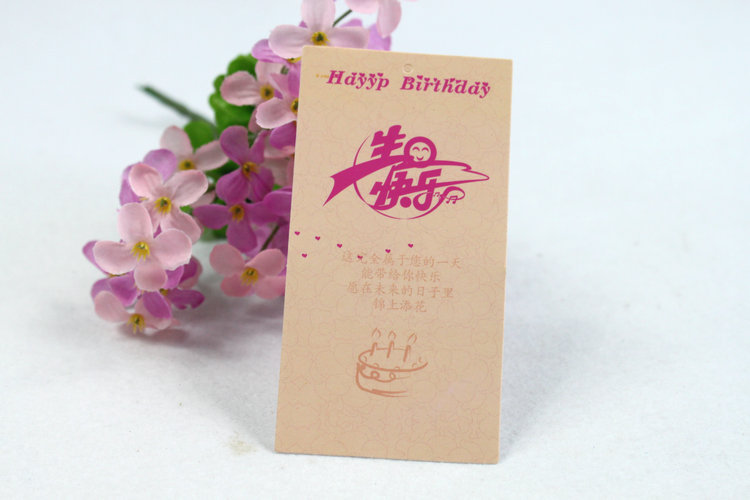 Hayyp Birthday
生日
快乐
这完全属于您的一天
能带给你快乐
愿在未来的日子里
锦上添花